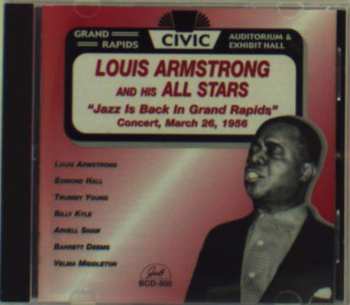 GRAND RAPIDS
CIVIC
AUDITORIUM & EXHIBIT HALL
LOUIS ARMSTRONG
AND HIS ALL STARS
"Jazz Is Back In Grand Rapids"
Concert, March 26, 1956
LOUIS ARMSTRONG
EDMOND HALL
TRUMMY YOUNG
BILLY KYLE
ARVELL SHAW
BARRETT DEEMS
VELMA MIDDLETON